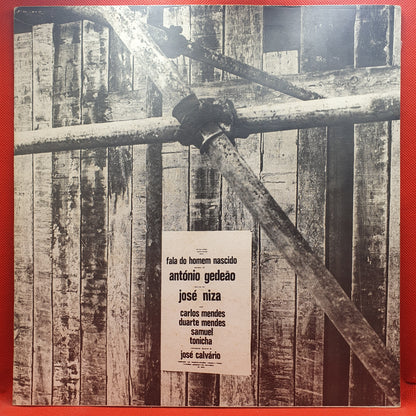 fala do homem nascido
antónio gedeão
josé niza
carlos mendes
duarte mendes
samuel
tonicha
josé calvário